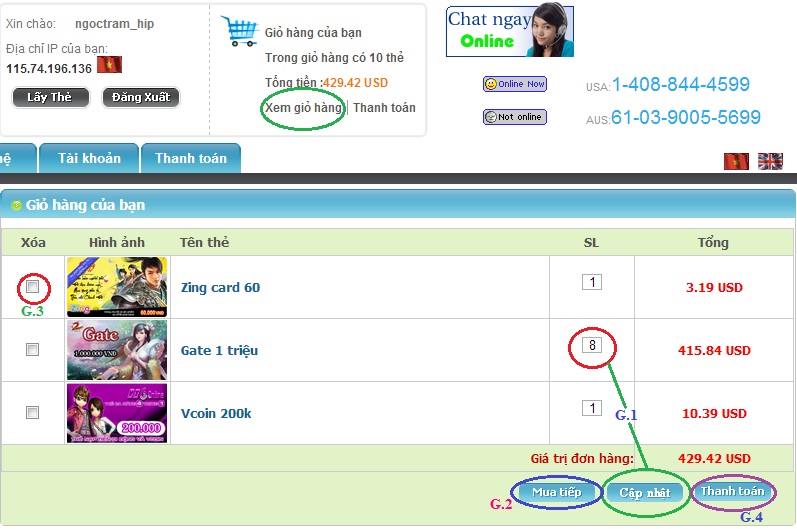 Xin chào: ngoctram_hip
Địa chỉ IP của bạn:
115.74.196.136
Lấy Thẻ Đăng Xuất
Giỏ hàng của bạn
Trong giỏ hàng có 10 thẻ
Tổng tiền :429.42 USD
Xem giỏ hàng| Thanh toán
Chat ngay
Online
Online Now
Not online
USA:1-408-844-4599
AUS:61-03-9005-5699
hệ Tài khoản Thanh toán
Giỏ hàng của bạn
Xóa Hình ảnh Tên thẻ SL Tổng
G.3
60.000 VND
Zing card 60 1 3.19 USD
2 Gate
1.000.000 VND
Gate 1 triệu 8 415.84 USD
G.1
200.000
Vcoin 200k 1 10.39 USD
Giá trị đơn hàng: 429.42 USD
G.2 Mua tiếp Cập nhật Thanh toán
G.4